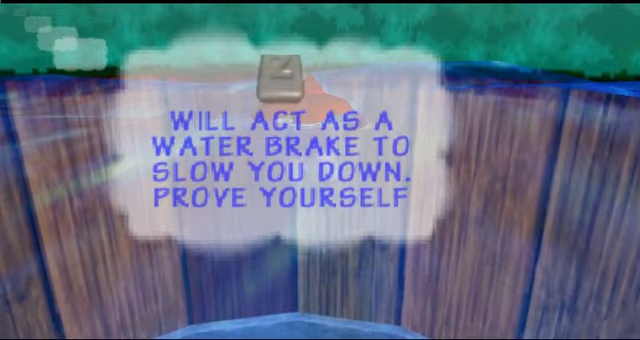 Z
WILL ACT AS A
WATER BRAKE TO
SLOW YOU DOWN.
PROVE YOURSELF